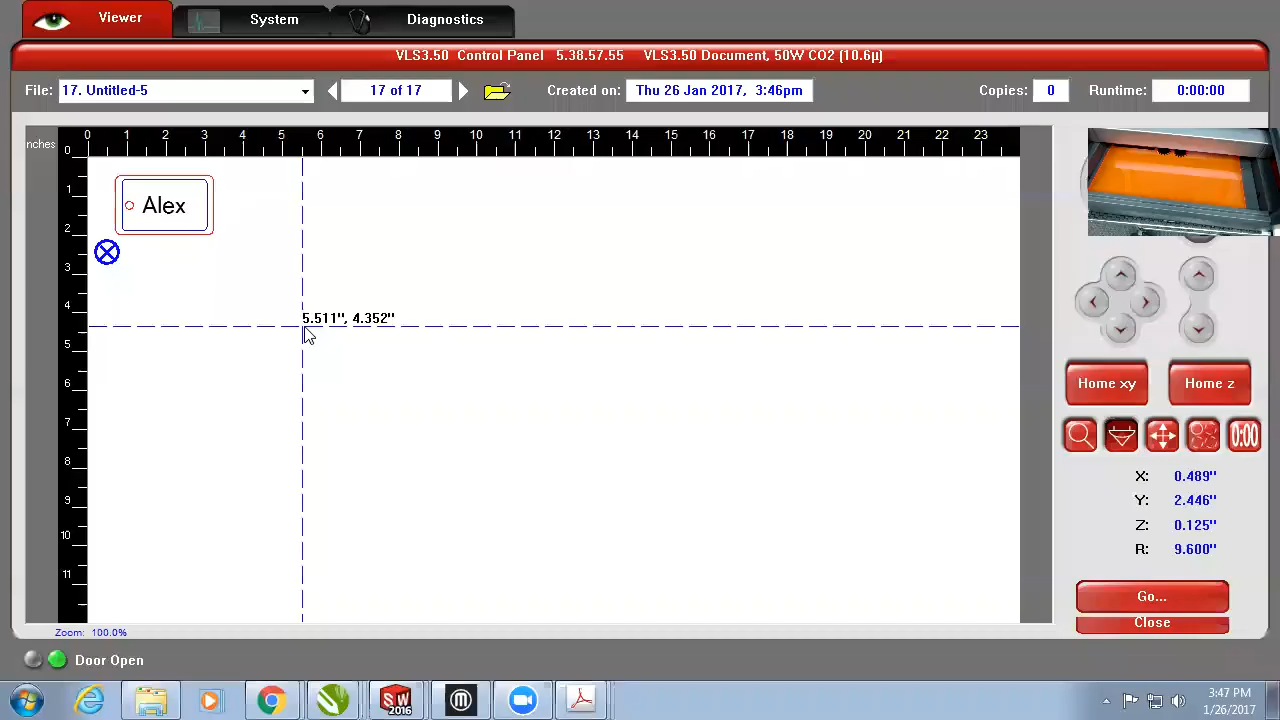 Viewer System Diagnostics
VLS3.50 Control Panel 5.38.57.55 VLS3.50 Document, 50W CO2 (10.6µ)
File: 17. Untitled-5 17 of 17 Created on: Thu 26 Jan 2017, 3:46pm Copies: 0 Runtime: 0:00:00
nches 0 1 2 3 4 5 6 7 8 9 10 11 12 13 14 15 16 17 18 19 20 21 22 23
0
1
Alex
2
3
4
5.511", 4.352"
5
6
7
8
9
10
11
Home xy Home z
0:00
X: 0.489"
Y: 2.446"
Z: 0.125"
R: 9.600"
Go...
Close
Zoom: 100.0%
Door Open
SW
2016
3:47 PM
1/26/2017